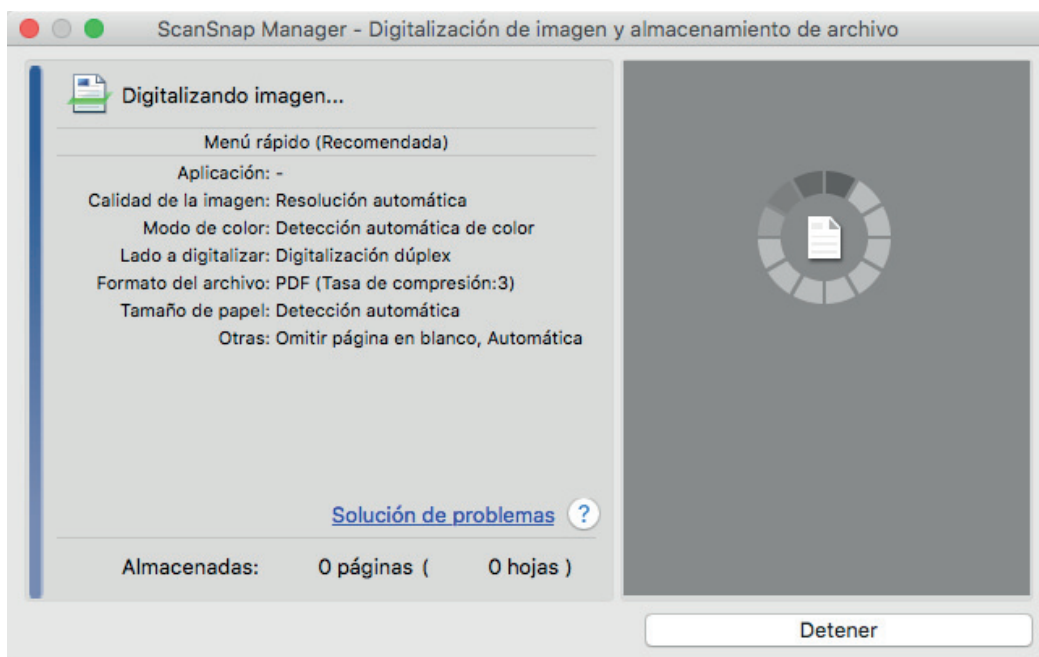 ScanSnap Manager - Digitalización de imagen y almacenamiento de archivo
Digitalizando imagen...
Menú rápido (Recomendada)
Aplicación: -
Calidad de la imagen: Resolución automática
Modo de color: Detección automática de color
Lado a digitalizar: Digitalización dúplex
Formato del archivo: PDF (Tasa de compresión:3)
Tamaño de papel: Detección automática
Otras: Omitir página en blanco, Automática
Solución de problemas ?
Almacenadas: 0 páginas ( 0 hojas )
Detener